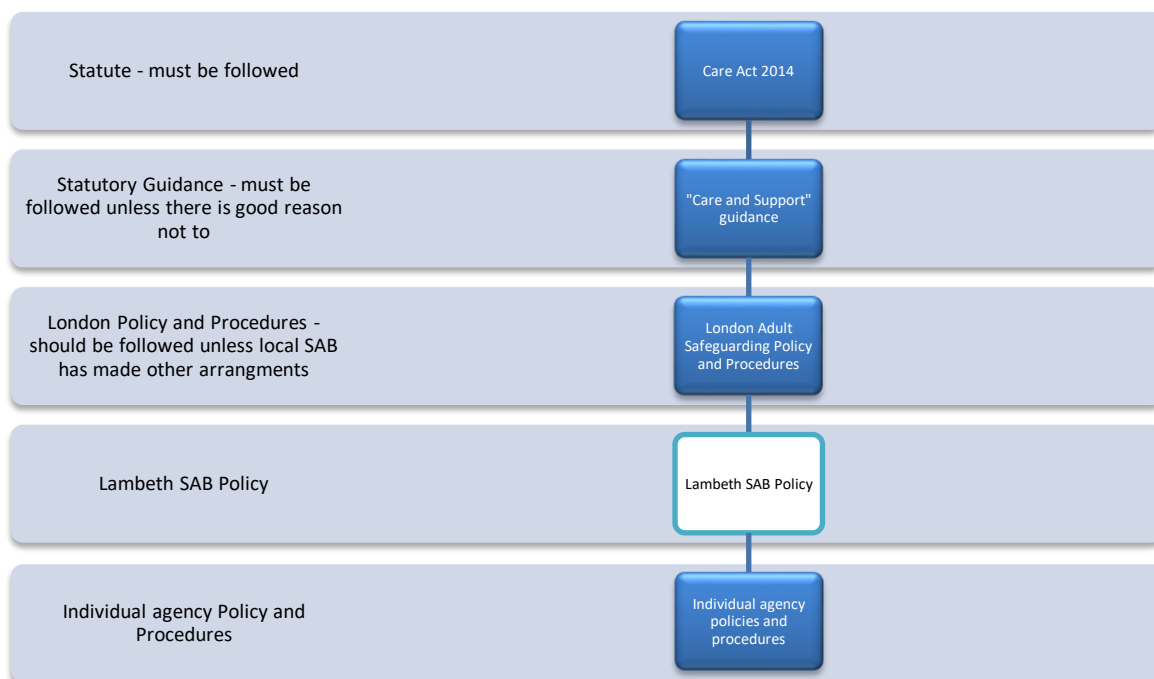 Statute - must be followed
Care Act 2014
Statutory Guidance - must be
followed unless there is good reason
not to
"Care and Support"
guidance
London Policy and Procedures -
should be followed unless local SAB
has made other arrangments
London Adult
Safeguarding Policy
and Procedures
Lambeth SAB Policy
Lambeth SAB Policy
Individual agency Policy and
Procedures
Individual agency
policies and
procedures